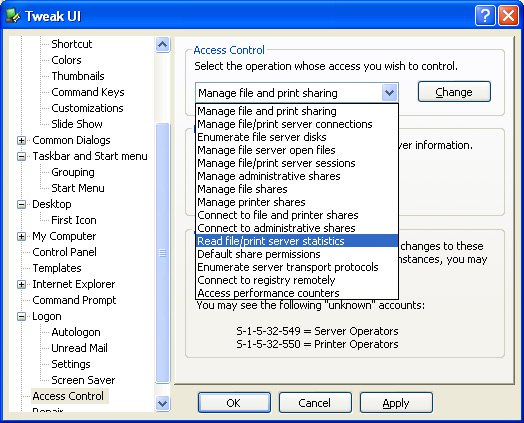 Tweak UI
Shortcut
Colors
Thumbnails
Command Keys
Customizations
Slide Show
Common Dialogs
Taskbar and Start menu
Grouping
Start Menu
Desktop
First Icon
My Computer
Control Panel
Templates
Internet Explorer
Command Prompt
Logon
Autologon
Unread Mail
Settings
Screen Saver
Access Control
Repair
Access Control
Select the operation whose access you wish to control.
Manage file and print sharing
Change
Manage file and print sharing
Manage file/print server connections
Enumerate file server disks
Manage file server open files
Manage file/print server sessions
Manage administrative shares
Manage file shares
Manage printer shares
Connect to file and printer shares
Connect to administrative shares
Read file/print server statistics
Default share permissions
Enumerate server transport protocols
Connect to registry remotely
Access performance counters
ver information.
changes to these
stances, you may
You may see the following "unknown" accounts:
S-1-5-32-549 = Server Operators
S-1-5-32-550 = Printer Operators
OK
Cancel
Apply